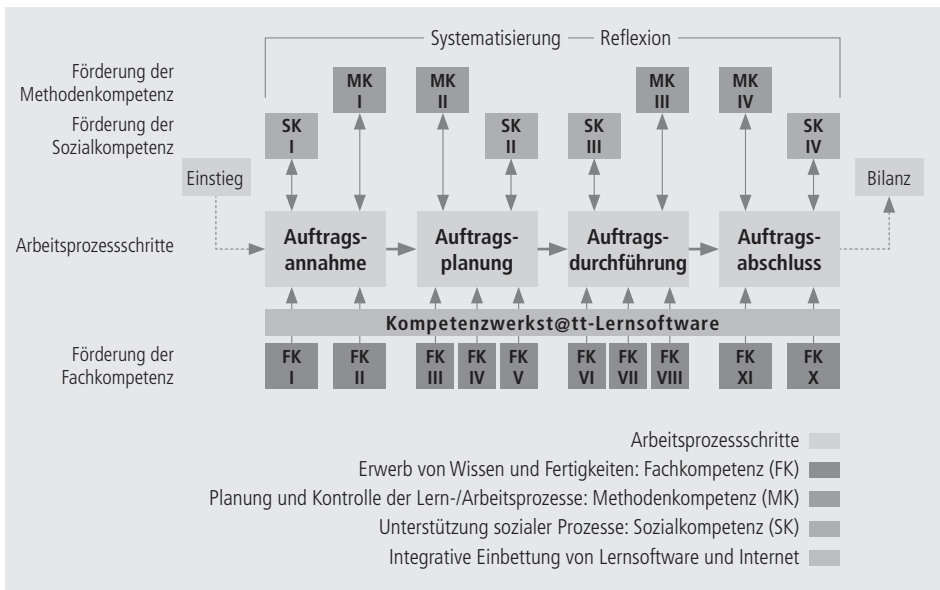 Systematisierung — Reflexion
Förderung der
Methodenkompetenz
MK
I
MK
II
MK
III
MK
IV
Förderung der
Sozialkompetenz
SK
I
SK
II
SK
III
SK
IV
Einstieg
Bilanz
Arbeitsprozessschritte
Auftrags-
annahme
Auftrags-
planung
Auftrags-
durchführung
Auftrags-
abschluss
Kompetenzwerkst@tt-Lernsoftware
Förderung der
Fachkompetenz
FK
I
FK
II
FK
III
FK
IV
FK
V
FK
VI
FK
VII
FK
VIII
FK
XI
FK
X
Arbeitsprozessschritte
Erwerb von Wissen und Fertigkeiten: Fachkompetenz (FK)
Planung und Kontrolle der Lern-/Arbeitsprozesse: Methodenkompetenz (MK)
Unterstützung sozialer Prozesse: Sozialkompetenz (SK)
Integrative Einbettung von Lernsoftware und Internet